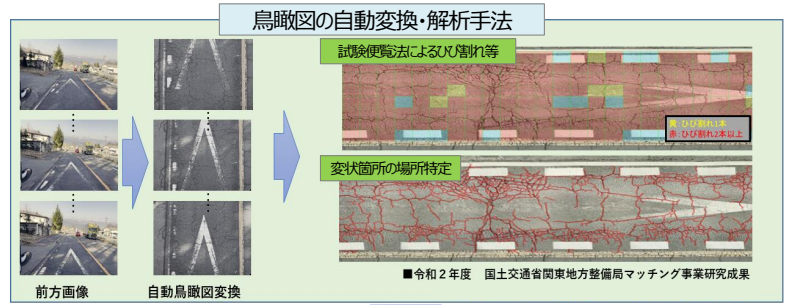 鳥瞰図の自動変換・解析手法
試験便覧法によるひび割れ等
黄:ひび割れ1本
赤:ひび割れ2本以上
変状箇所の場所特定
■令和2年度 国土交通省関東地方整備局マッチング事業研究成果
前方画像
自動鳥瞰図変換